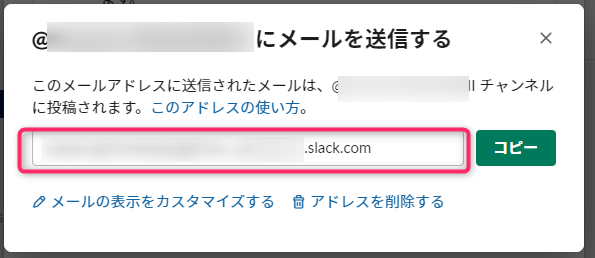 @ にメールを送信する
このメールアドレスに送信されたメールは、@ チャンネル
に投稿されます。このアドレスの使い方。
.slack.com
コピー
メールの表示をカスタマイズする アドレスを削除する